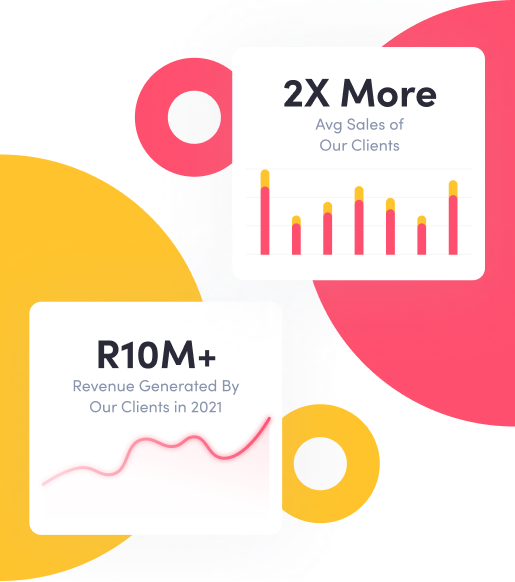 2X More
Avg Sales of
Our Clients
R10M+
Revenue Generated By
Our Clients in 2021